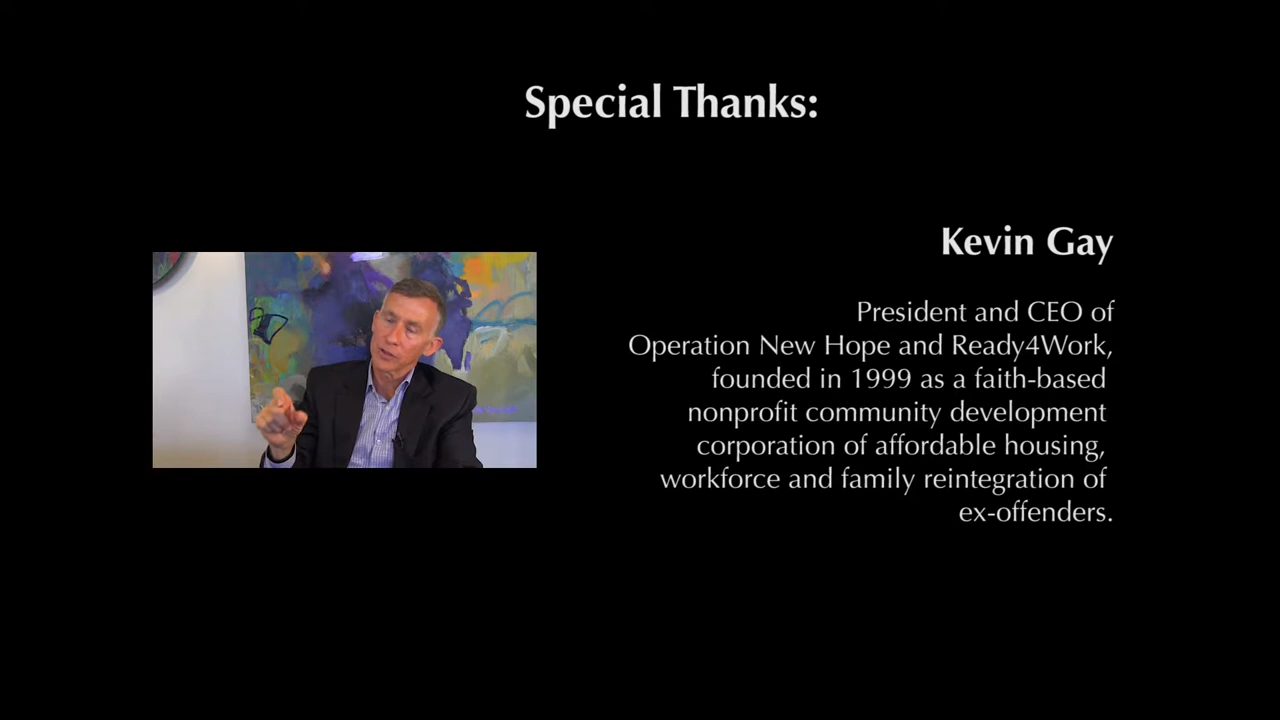 Special Thanks:
Kevin Gay
President and CEO of
Operation New Hope and Ready4Work,
founded in 1999 as a faith-based
nonprofit community development
corporation of affordable housing,
workforce and family reintegration of
ex-offenders.